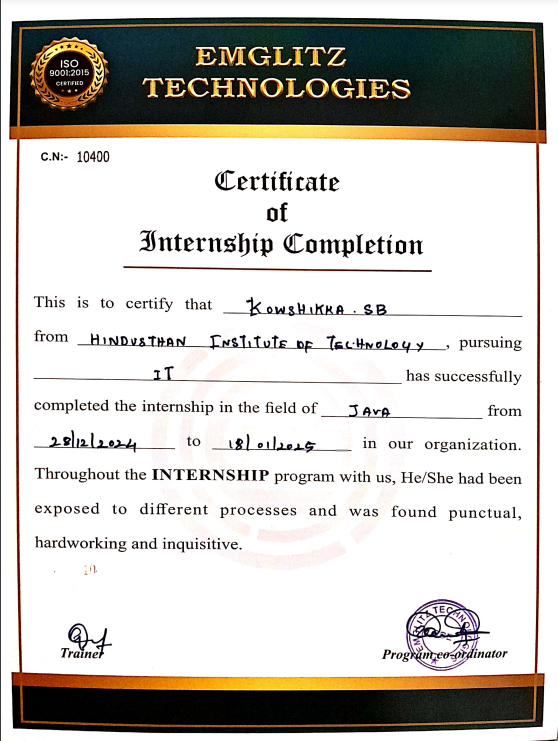 ISO
9001:2015
CERTIFIED
EMGLITZ
TECHNOLOGIES
C.N:- 10400
Certificate
of
Internship Completion
This is to certify that KOWSHIKKA . SB
from HINDUSTHAN INSTITUTE OF TECHNOLOGY , pursuing
IT has successfully
completed the internship in the field of JAVA from
28/12/2024 to 18/01/2025 in our organization.
Throughout the INTERNSHIP program with us, He/She had been
exposed to different processes and was found punctual,
hardworking and inquisitive.
Trainer
EMGLITZ TECHNOLOGIES
Program co-ordinator